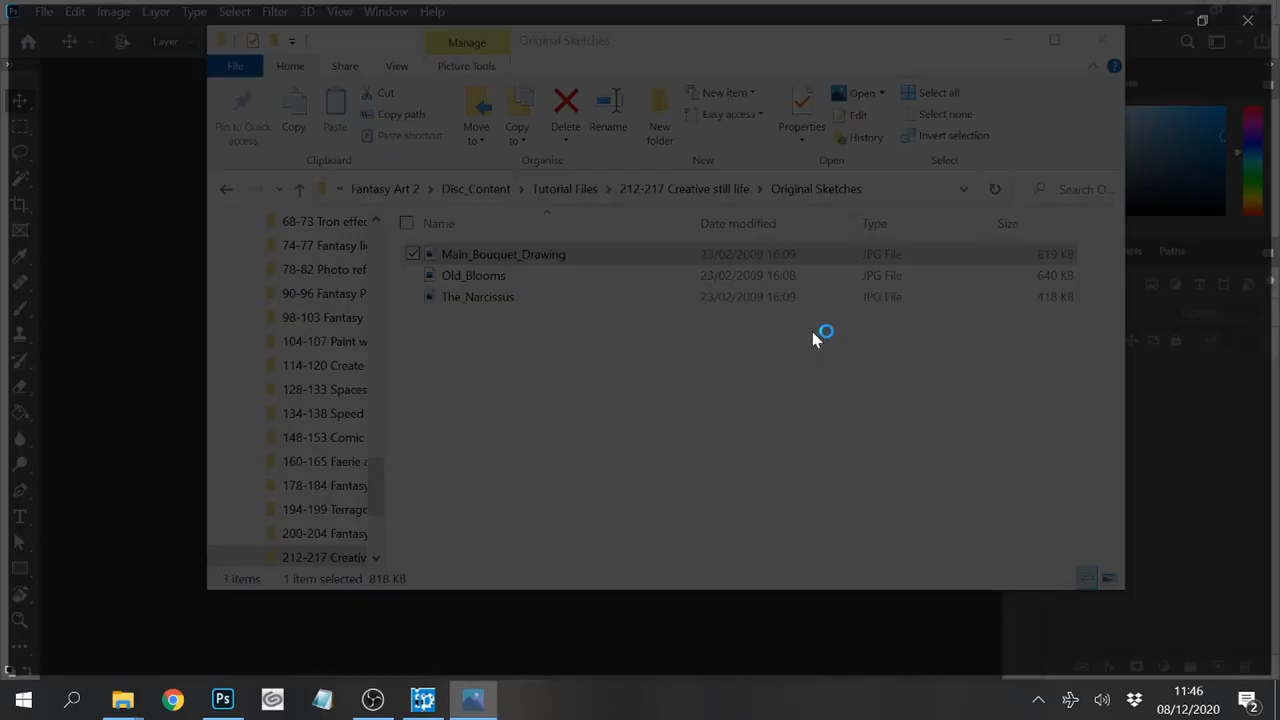 Ps File Edit Image Layer Type Select Filter 3D View Window Help
Layer
Manage Original Sketches
File Home Share View Picture Tools
Pin to Quick access
Copy
Paste
Cut
Copy path
Paste shortcut
Clipboard
Move to
Copy to
Delete
Rename
Organise
New folder
New item
Easy access
New
Properties
Open
Edit
History
Open
Select all
Select none
Invert selection
Select
Fantasy Art 2 > Disc_Content > Tutorial Files > 212-217 Creative still life > Original Sketches
Search O...
Name Date modified Type Size
Main_Bouquet_Drawing 23/02/2009 16:09 JPG File 819 KB
Old_Blooms 23/02/2009 16:08 JPG File 640 KB
The_Narcissus 23/02/2009 16:09 JPG File 418 KB
68-73 Tron effec
74-77 Fantasy li
78-82 Photo ref
90-96 Fantasy P
98-103 Fantasy
104-107 Paint w
114-120 Create
128-133 Spaces
134-138 Speed
148-153 Comic
160-165 Faerie a
178-184 Fantasy
194-199 Terrago
200-204 Fantasy
212-217 Creativ
3 items 1 item selected 818 KB
Paths
Ps
11:46
08/12/2020
2